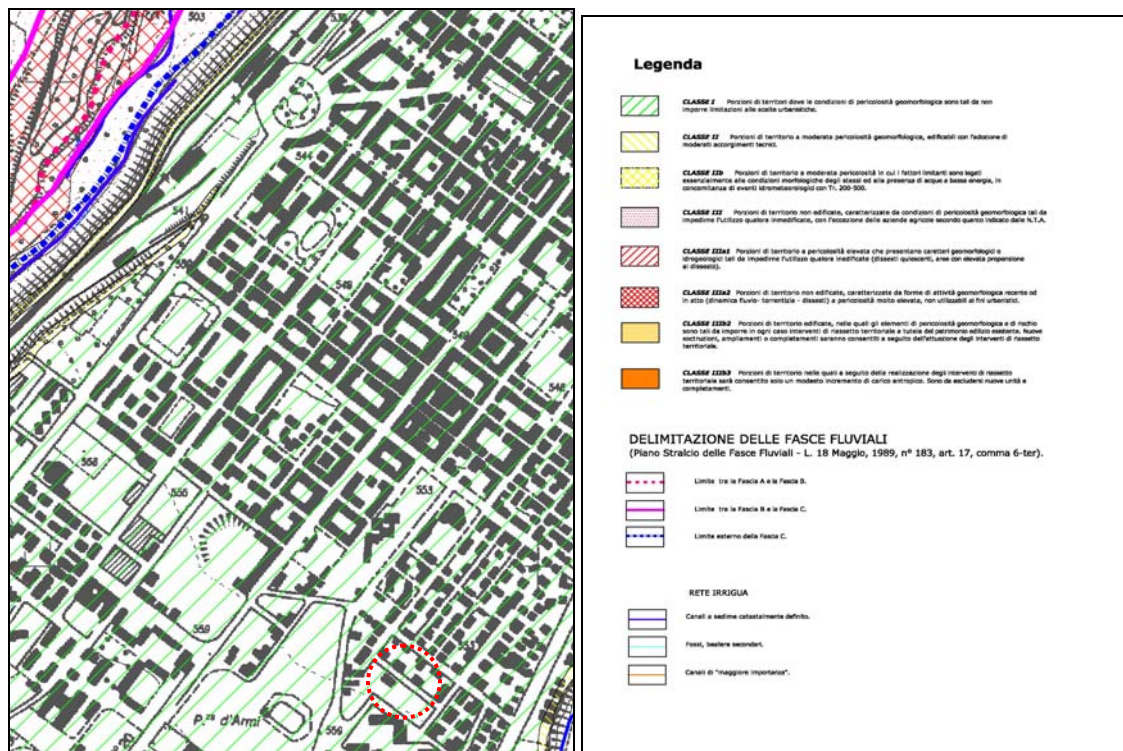 503
530
544
541
550
549
548
558
556
553
559
P.zza d'Armi
559
n° 20
Legenda
CLASSE I Porzioni di territori dove le condizioni di pericolosità geomorfologica sono tali da non
imporre limitazioni alle scelte urbanistiche.
CLASSE II Porzioni di territorio a moderata pericolosità geomorfologica, edificabili con l'adozione di
moderati accorgimenti tecnici.
CLASSE IIb Porzioni di territorio a moderata pericolosità in cui i fattori limitanti sono legati
essenzialmente alle condizioni morfologiche degli stessi ed alla presenza di acque a bassa energia, in
concomitanza di eventi idrometeorologici con Tr. 200-500.
CLASSE III Porzioni di territorio non edificate, caratterizzate da condizioni di pericolosità geomorfologica tali da
impedirne l'utilizzo qualora inedificate, con l'eccezione delle aziende agricole secondo quanto indicato dalle N.T.A.
CLASSE IIIa1 Porzioni di territorio a pericolosità elevata che presentano caratteri geomorfologici o
idrogeologici tali da impedirne l'utilizzo qualora inedificate (dissesti quiescenti, aree con elevata propensione
al dissesto).
CLASSE IIIa2 Porzioni di territorio non edificate, caratterizzate da forme di attività geomorfologica recente od
in atto (dinamica fluvio- torrentizia - dissesti) a pericolosità molto elevata, non utilizzabili ai fini urbanistici.
CLASSE IIIb2 Porzioni di territorio edificate, nelle quali gli elementi di pericolosità geomorfologica e di rischio
sono tali da imporre in ogni caso interventi di riassetto territoriale a tutela del patrimonio edilizio esistente. Nuove
costruzioni, ampliamenti o completamenti saranno consentiti a seguito dell'attuazione degli interventi di riassetto
territoriale.
CLASSE IIIb3 Porzioni di territorio nelle quali a seguito della realizzazione degli interventi di riassetto
territoriale sarà consentito solo un modesto incremento di carico antropico. Sono da escludersi nuove unità e
completamenti.
DELIMITAZIONE DELLE FASCE FLUVIALI
(Piano Stralcio delle Fasce Fluviali - L. 18 Maggio, 1989, n° 183, art. 17, comma 6-ter).
Limite tra la Fascia A e la Fascia B.
Limite tra la Fascia B e la Fascia C.
Limite esterno della Fascia C.
RETE IRRIGUA
Canali a sedime catastalmente definito.
Fossi, bealere secondari.
Canali di "maggiore importanza".